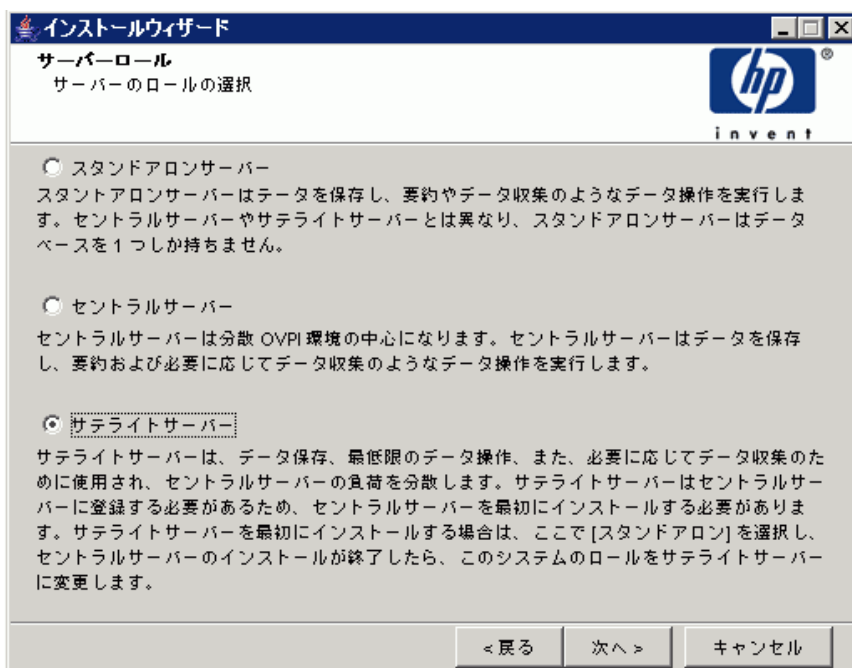 インストールウィザード
サーバーロール
サーバーのロールの選択
hp
®
invent
スタンドアロンサーバー
スタントアロンサーバーはテータを保存し、要約やデータ収集のようなデータ操作を実行しま
す。セントラルサーバーやサテライトサーバーとは異なり、スタンドアロンサーバーはデータ
ベースを1つしか持ちません。
セントラルサーバー
セントラルサーバーは分散 OVPI 環境の中心になります。セントラルサーバーはデータを保存
し、要約および必要に応じてデータ収集のようなデータ操作を実行します。
サテライトサーバー
サテライトサーバーは、データ保存、最低限のデータ操作、また、必要に応じてデータ収集のた
めに使用され、セントラルサーバーの負荷を分散します。サテライトサーバーはセントラルサー
バーに登録する必要があるため、セントラルサーバーを最初にインストールする必要がありま
す。サテライトサーバーを最初にインストールする場合は、ここで [スタンドアロン] を選択し、
セントラルサーバーのインストールが終了したら、このシステムのロールをサテライトサーバー
に変更します。
<戻る 次へ> キャンセル